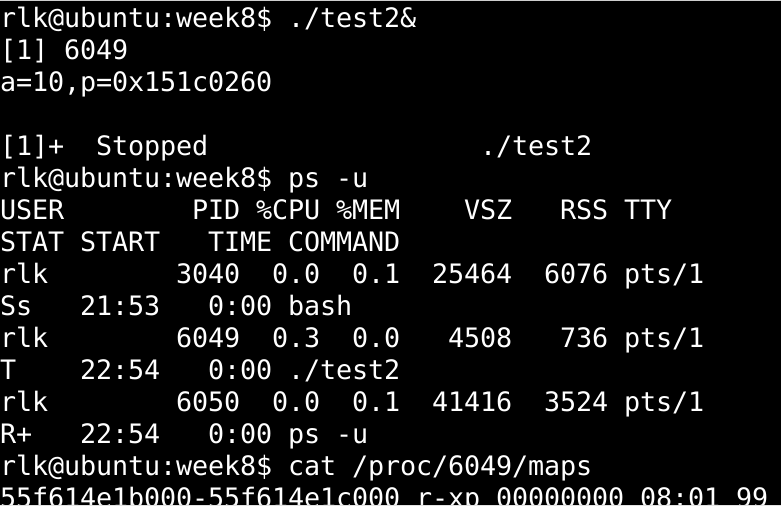 rlk@ubuntu:week8$ ./test2&
[1] 6049
a=10,p=0x151c0260

[1]+  Stopped                 ./test2
rlk@ubuntu:week8$ ps -u
USER        PID %CPU %MEM    VSZ   RSS TTY
STAT START   TIME COMMAND
rlk        3040  0.0  0.1  25464  6076 pts/1
Ss   21:53   0:00 bash
rlk        6049  0.3  0.0   4508   736 pts/1
T    22:54   0:00 ./test2
rlk        6050  0.0  0.1  41416  3524 pts/1
R+   22:54   0:00 ps -u
rlk@ubuntu:week8$ cat /proc/6049/maps
55f614e1b000-55f614e1c000 r-xp 00000000 08:01 99